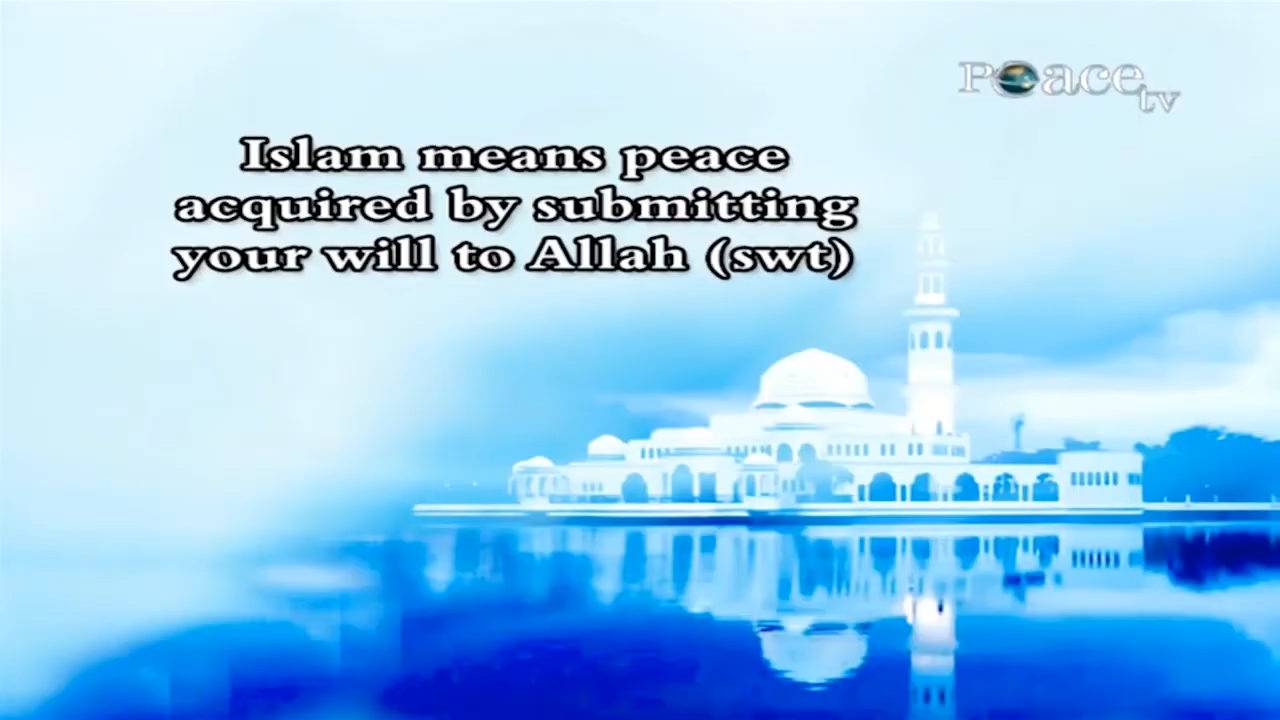 Peace tv
Islam means peace
acquired by submitting
your will to Allah (swt)